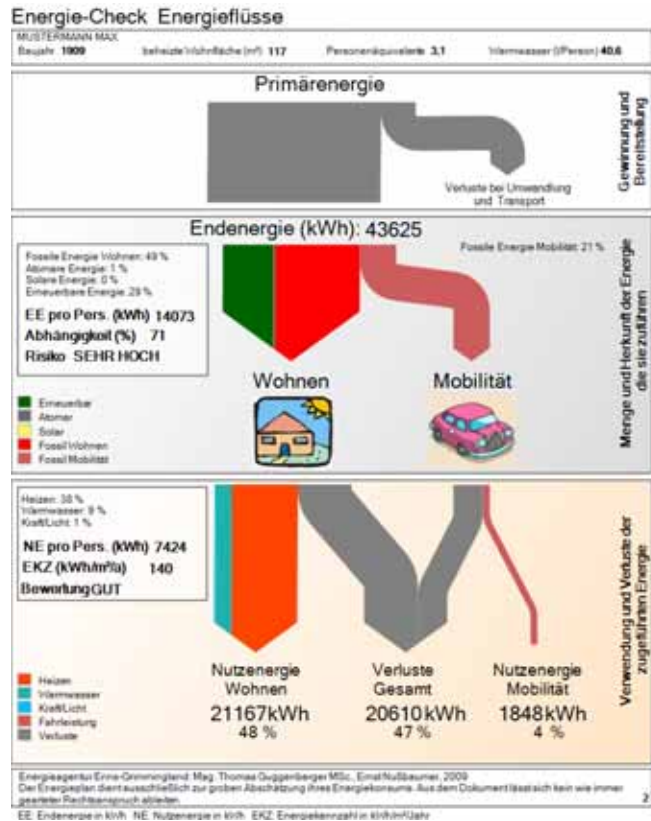 Energie-Check Energieflüsse
MUSTERMANN MAX
Baujahr 1909 beheizte Wohnfläche (m²) 117 Personenäquivalente 3,1 Warmwasser (l/Person) 40,6
Primärenergie
Verluste bei Umwandlung
und Transport
Gewinnung und
Bereitstellung
Endenergie (kWh): 43625
Fossile Energie Wohnen: 49 %
Atomare Energie: 1 %
Solare Energie: 0 %
Erneuerbare Energie: 29 %
Fossile Energie Mobilität: 21 %
EE pro Pers. (kWh) 14073
Abhängigkeit (%) 71
Risiko SEHR HOCH
Wohnen
Mobilität
Erneuerbar
Atomar
Solar
Fossil Wohnen
Fossil Mobilität
Menge und Herkunft der Energie
die sie zuführen
Heizen: 38 %
Warmwasser: 9 %
Kraft/Licht: 1 %
NE pro Pers. (kWh) 7424
EKZ (kWh/m²/a) 140
Bewertung GUT
Heizen
Warmwasser
Kraft/Licht
Fahrleistung
Verluste
Nutzenergie
Wohnen
21167kWh
48 %
Verluste
Gesamt
20610kWh
47 %
Nutzenergie
Mobilität
1848kWh
4 %
Verwendung und Verluste der
zugeführten Energie
Energieagentur Enns-Grimmingland: Mag. Thomas Guggenberger MSc., Ernst Nußbaumer, 2009
Der Energieplan dient ausschließlich zur groben Abschätzung ihres Energiekonsums. Aus dem Dokument lässt sich kein wie immer
gearteter Rechtsanspruch ableiten.
2
EE: Endenergie in kWh NE: Nutzenergie in kWh EKZ: Energiekennzahl in kWh/m²/Jahr